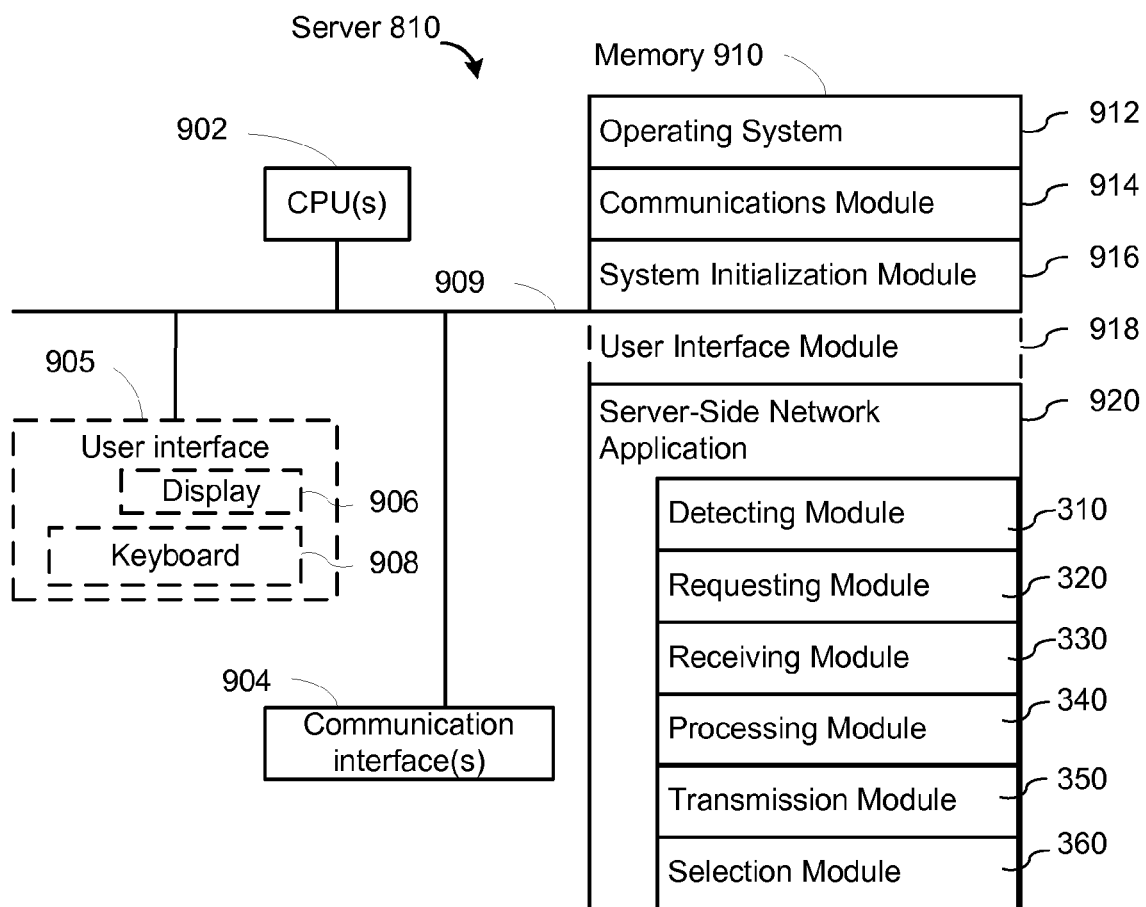 Server 810
Memory 910
902
CPU(s)
909
905
User interface
Display
906
Keyboard
908
904
Communication
interface(s)
Operating System
912
Communications Module
914
System Initialization Module
916
User Interface Module
918
Server-Side Network
Application
920
Detecting Module
310
Requesting Module
320
Receiving Module
330
Processing Module
340
Transmission Module
350
Selection Module
360